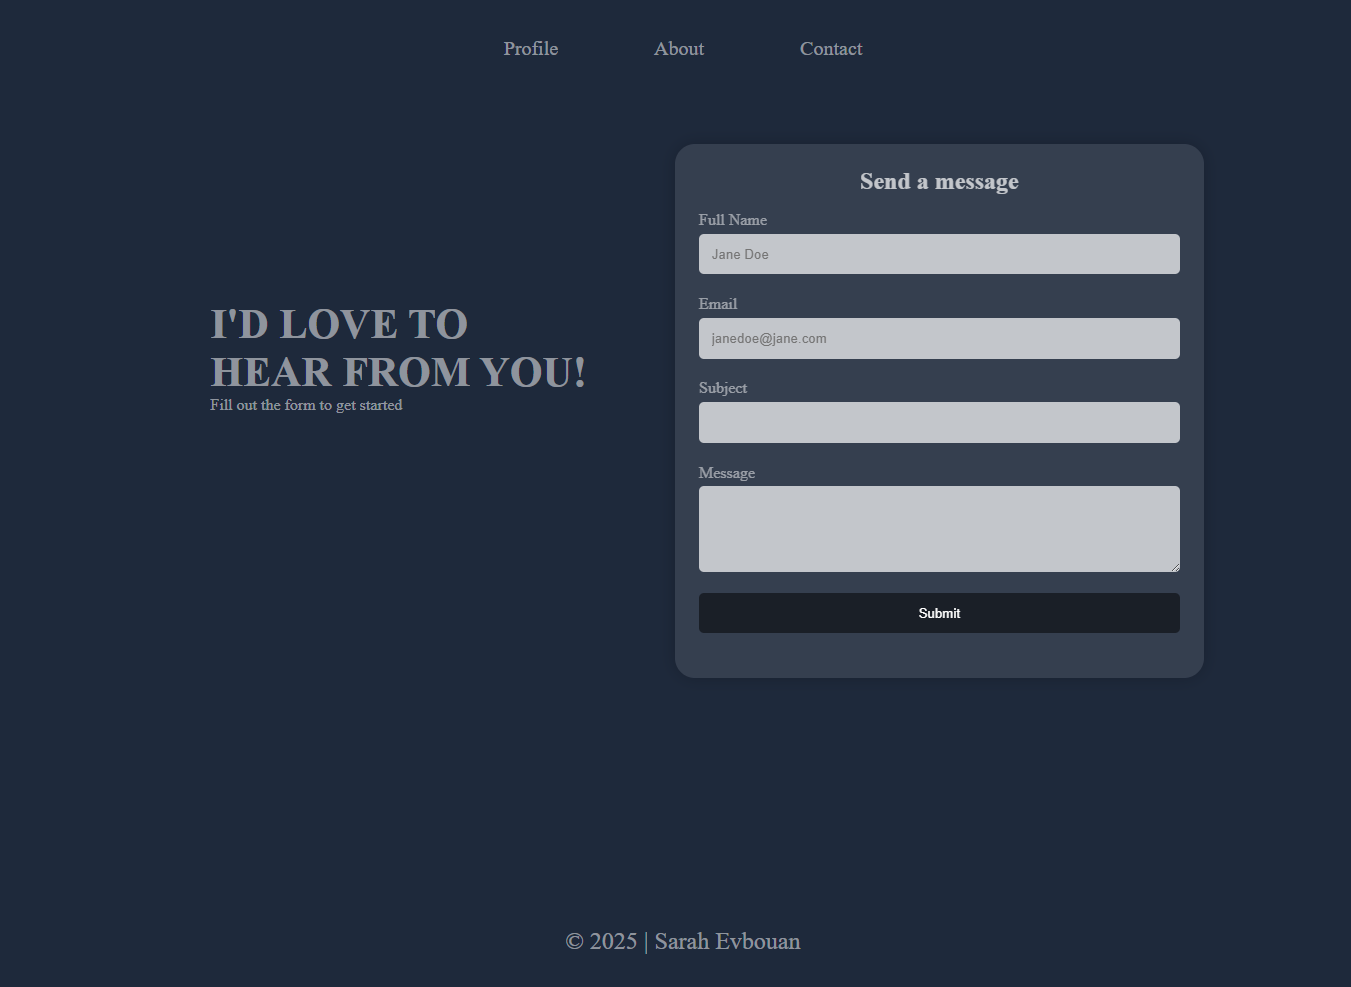 Profile About Contact
I'D LOVE TO
HEAR FROM YOU!
Fill out the form to get started
Send a message
Full Name
Jane Doe
Email
janedoe@jane.com
Subject
Message
Submit
© 2025 | Sarah Evbouan